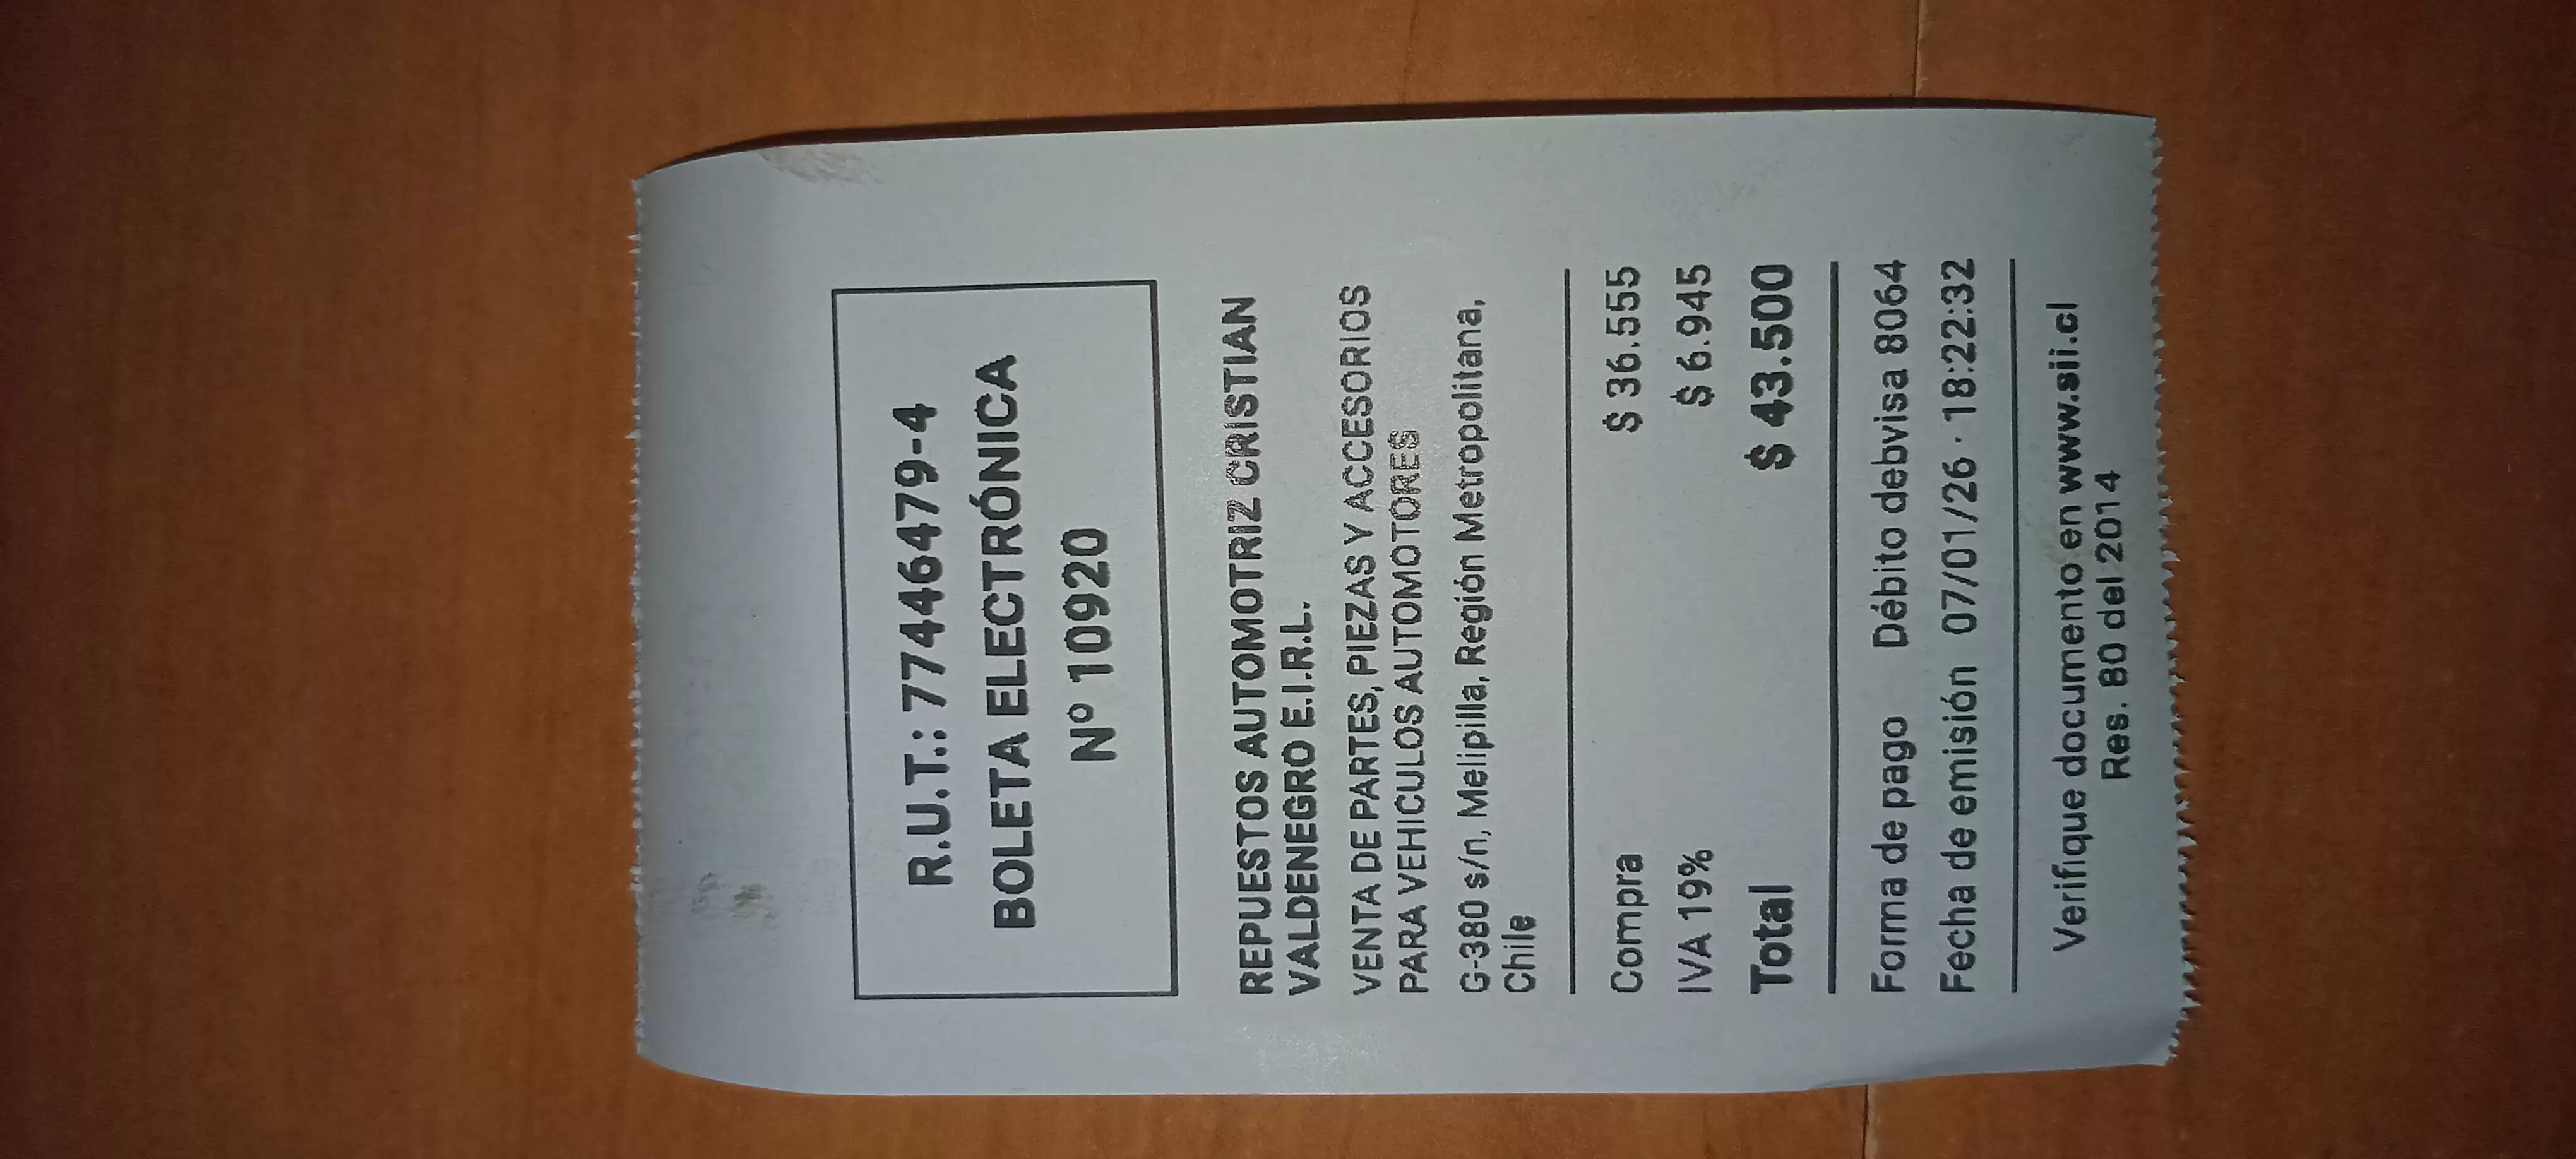 R.U.T.: 77446479-4
BOLETA ELECTRÓNICA
Nº 10920
REPUESTOS AUTOMOTRIZ CRISTIAN
VALDENEGRO E.I.R.L.
VENTA DE PARTES, PIEZAS Y ACCESORIOS
PARA VEHICULOS AUTOMOTORES
G-380 s/n, Melipilla, Región Metropolitana,
Chile
Compra $ 36.555
IVA 19% $ 6.945
Total $ 43.500
Forma de pago Débito debvisa 8064
Fecha de emisión 07/01/26 · 18:22:32
Verifique documento en www.sii.cl
Res. 80 del 2014